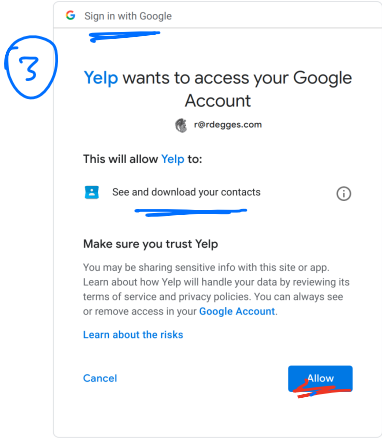 Sign in with Google
3
Yelp wants to access your Google
Account
r@rdegges.com
This will allow Yelp to:
See and download your contacts
Make sure you trust Yelp
You may be sharing sensitive info with this site or app.
Learn about how Yelp will handle your data by reviewing its
terms of service and privacy policies. You can always see
or remove access in your Google Account.
Learn about the risks
Cancel
Allow